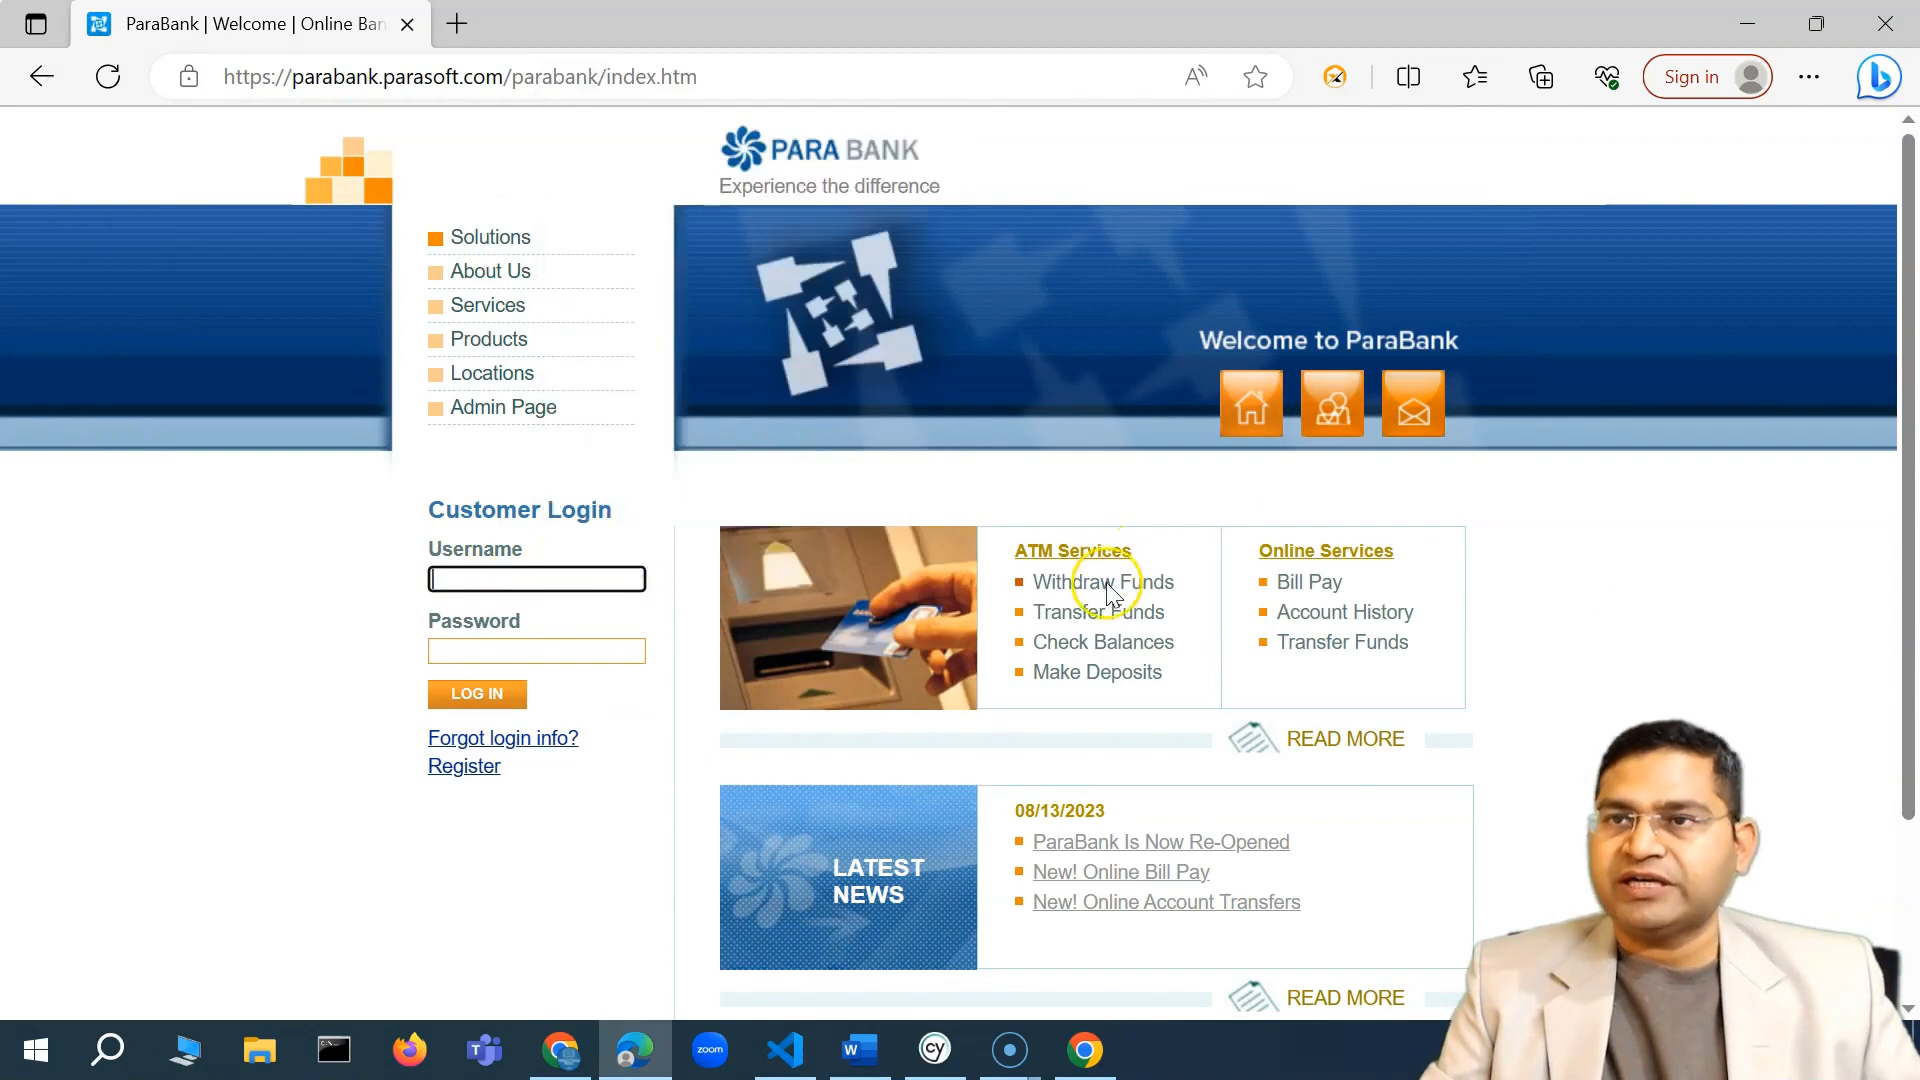 ParaBank | Welcome | Online Ban
https://parabank.parasoft.com/parabank/index.htm
Sign in
PARA BANK
Experience the difference
Solutions
About Us
Services
Products
Locations
Admin Page
Welcome to ParaBank
Customer Login
Username
Password
LOG IN
Forgot login info?
Register
ATM Services
Withdraw Funds
Transfer Funds
Check Balances
Make Deposits
Online Services
Bill Pay
Account History
Transfer Funds
READ MORE
LATEST
NEWS
08/13/2023
ParaBank Is Now Re-Opened
New! Online Bill Pay
New! Online Account Transfers
READ MORE
zoom
W
cy